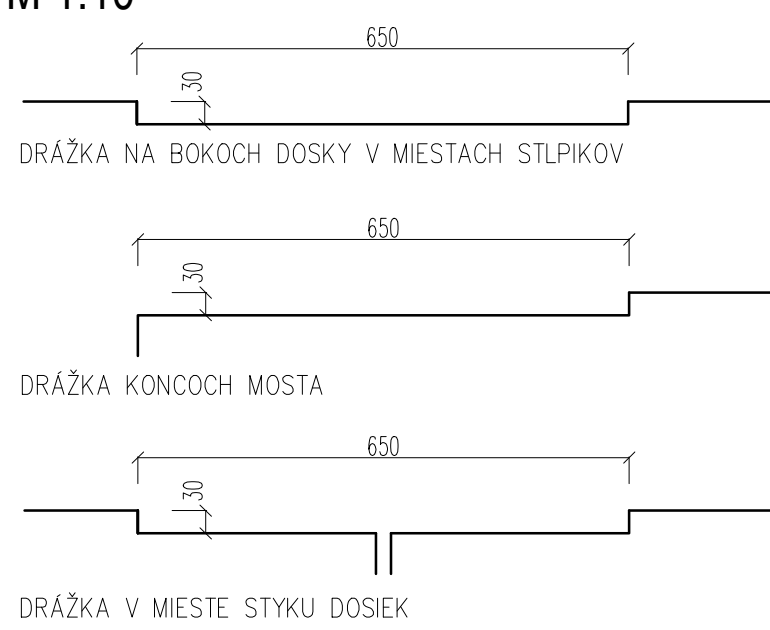 M 1:10
650
30
DRÁŽKA NA BOKOCH DOSKY V MIESTACH STLPIKOV
650
30
DRÁŽKA KONCOCH MOSTA
650
30
DRÁŽKA V MIESTE STYKU DOSIEK